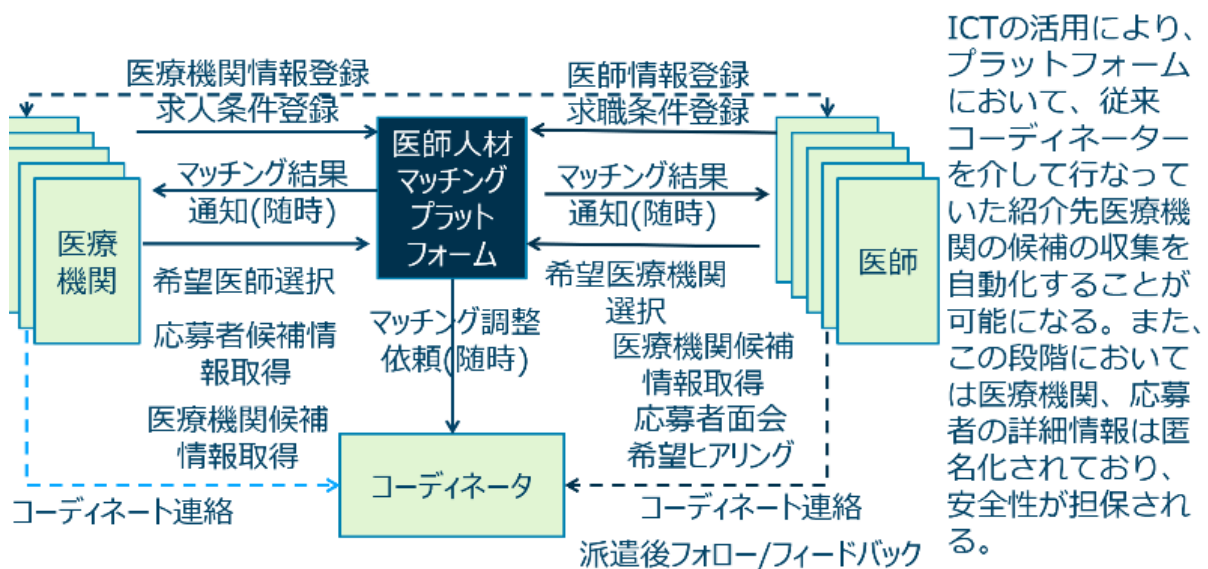 医療機関情報登録
求人条件登録
医師情報登録
求職条件登録
医師人材
マッチング
プラット
フォーム
マッチング結果
通知(随時)
マッチング結果
通知(随時)
医療
機関
医師
希望医師選択
希望医療機関
選択
応募者候補情
報取得
マッチング調整
依頼(随時)
医療機関候補
情報取得
応募者面会
希望ヒアリング
医療機関候補
情報取得
コーディネータ
コーディネート連絡
コーディネート連絡
派遣後フォロー/フィードバック
ICTの活用により、
プラットフォーム
において、従来
コーディネーター
を介して行なって
いた紹介先医療機
関の候補の収集を
自動化することが
可能になる。また、
この段階において
は医療機関、応募
者の詳細情報は匿
名化されており、
安全性が担保され
る。